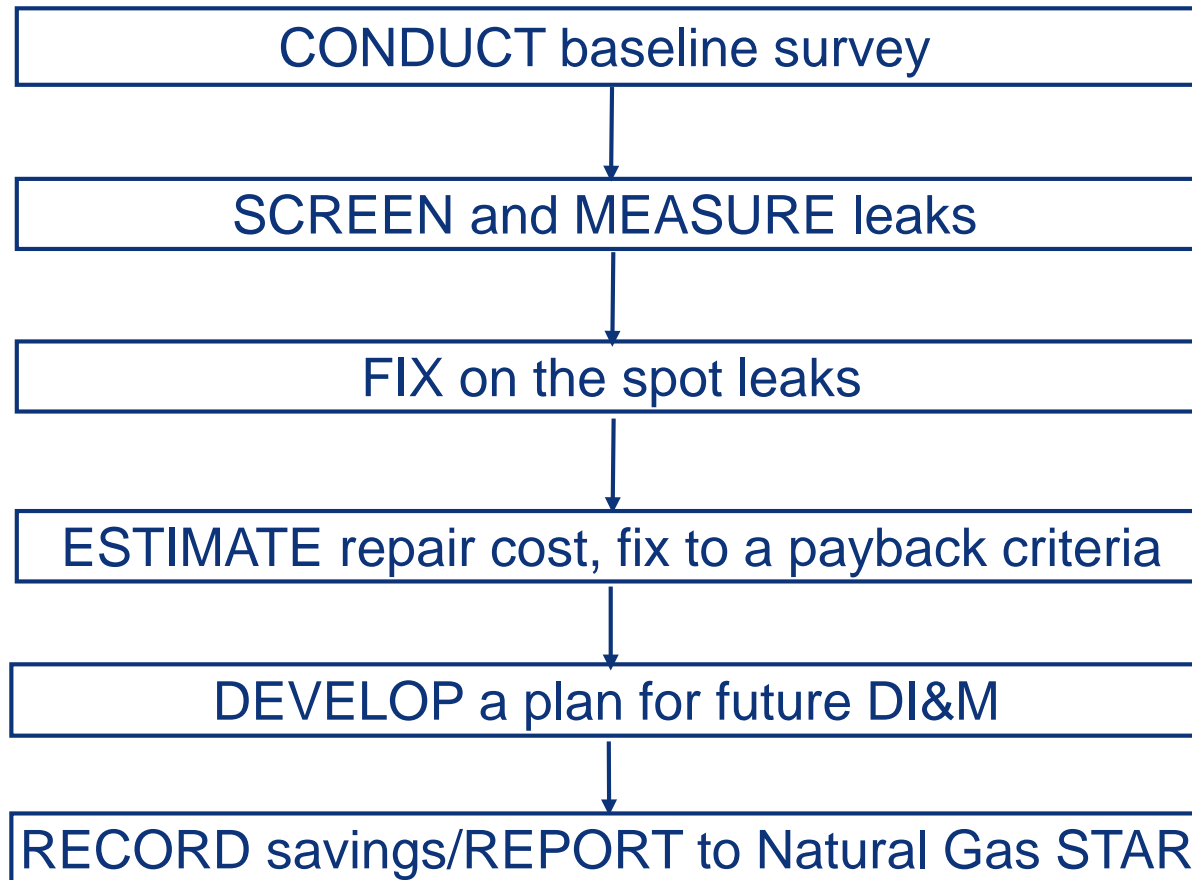 CONDUCT baseline survey
SCREEN and MEASURE leaks
FIX on the spot leaks
ESTIMATE repair cost, fix to a payback criteria
DEVELOP a plan for future DI&M
RECORD savings/REPORT to Natural Gas STAR